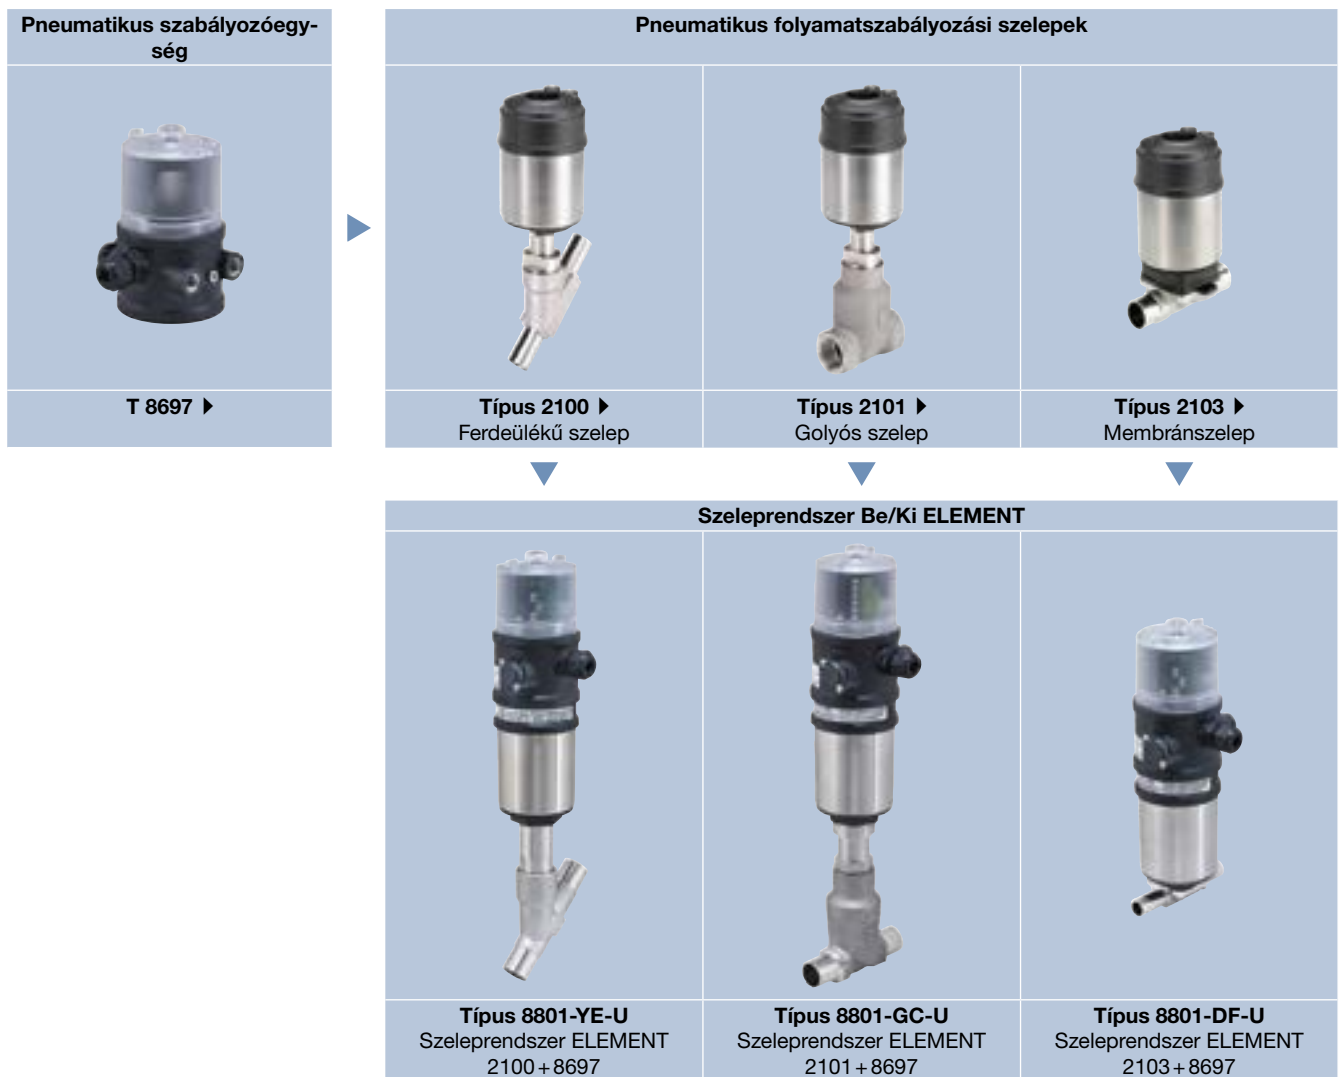 Pneumatikus szabályozóegy-
ség
Pneumatikus folyamatszabályozási szelepek
T 8697
Típus 2100
Ferdeülékű szelep
Típus 2101
Golyós szelep
Típus 2103
Membránszelep
Szeleprendszer Be/Ki ELEMENT
Típus 8801-YE-U
Szeleprendszer ELEMENT
2100 + 8697
Típus 8801-GC-U
Szeleprendszer ELEMENT
2101 + 8697
Típus 8801-DF-U
Szeleprendszer ELEMENT
2103 + 8697